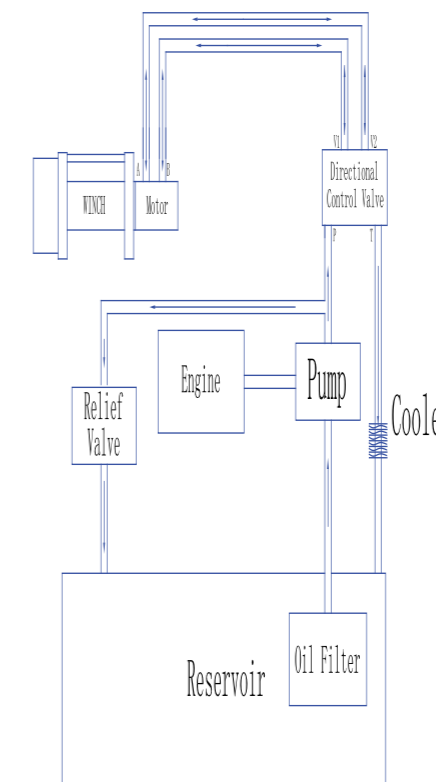 V1 V2
A B
Directional
Control Valve
WINCH Motor
P T
Engine
Pump
Relief
Valve
Coole
Oil Filter
Reservoir